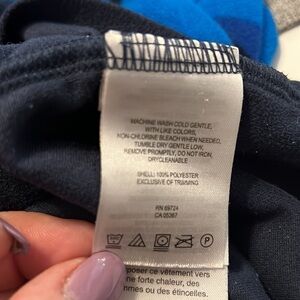 MACHINE WASH COLD GENTLE,
WITH LIKE COLORS,
NON-CHLORINE BLEACH WHEN NEEDED,
TUMBLE DRY GENTLE LOW,
REMOVE PROMPTLY, DO NOT IRON,
DRYCLEANABLE
SHELL: 100% POLYESTER
EXCLUSIVE OF TRIMMING
RN 69724
CA 05367
P
poser ce vêtement vers
ne forte chaleur, des
mmes ou des étincelles.